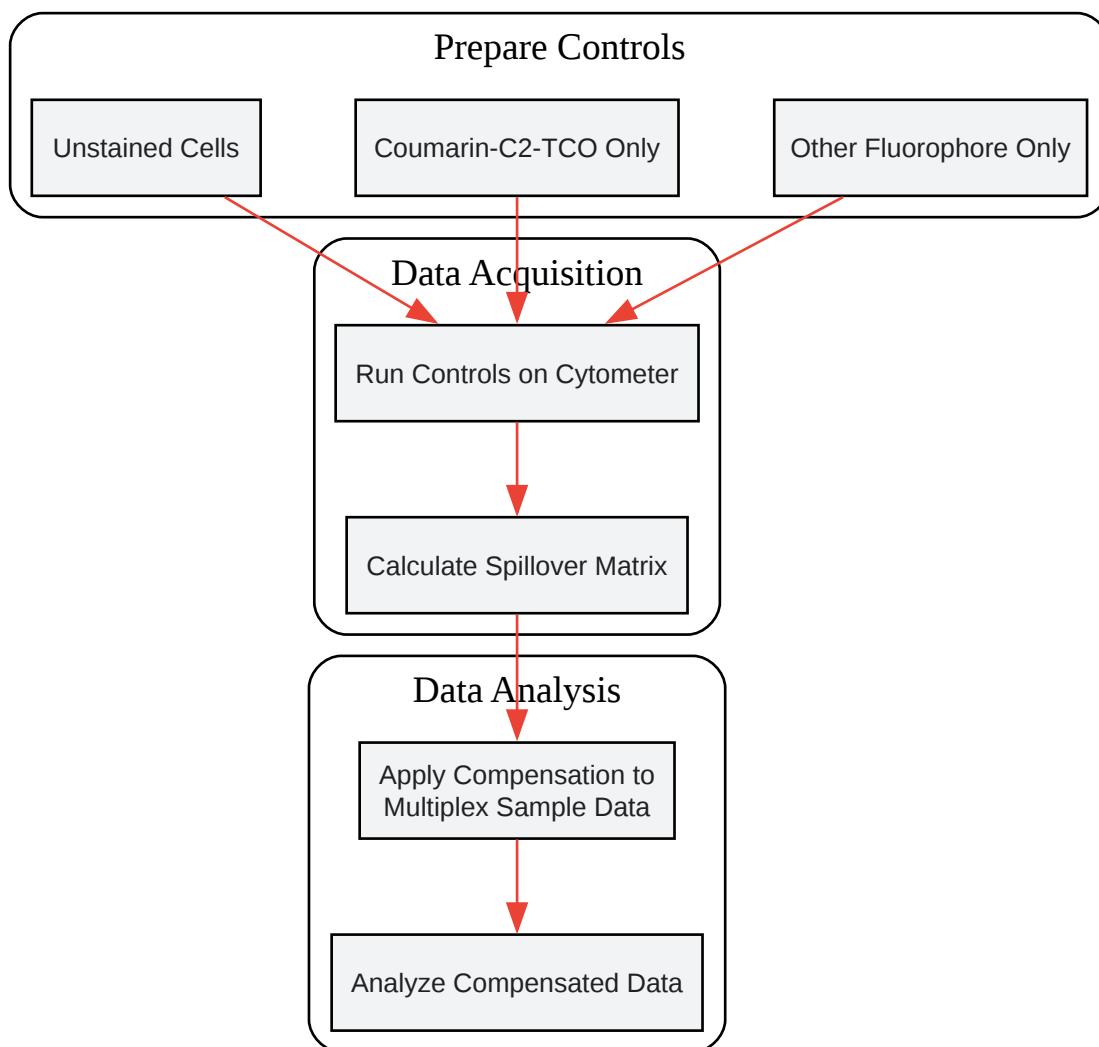 Prepare Controls
Unstained Cells
Coumarin-C2-TCO Only
Other Fluorophore Only
Data Acquisition
Run Controls on Cytometer
Calculate Spillover Matrix
Data Analysis
Apply Compensation to
Multiplex Sample Data
Analyze Compensated Data